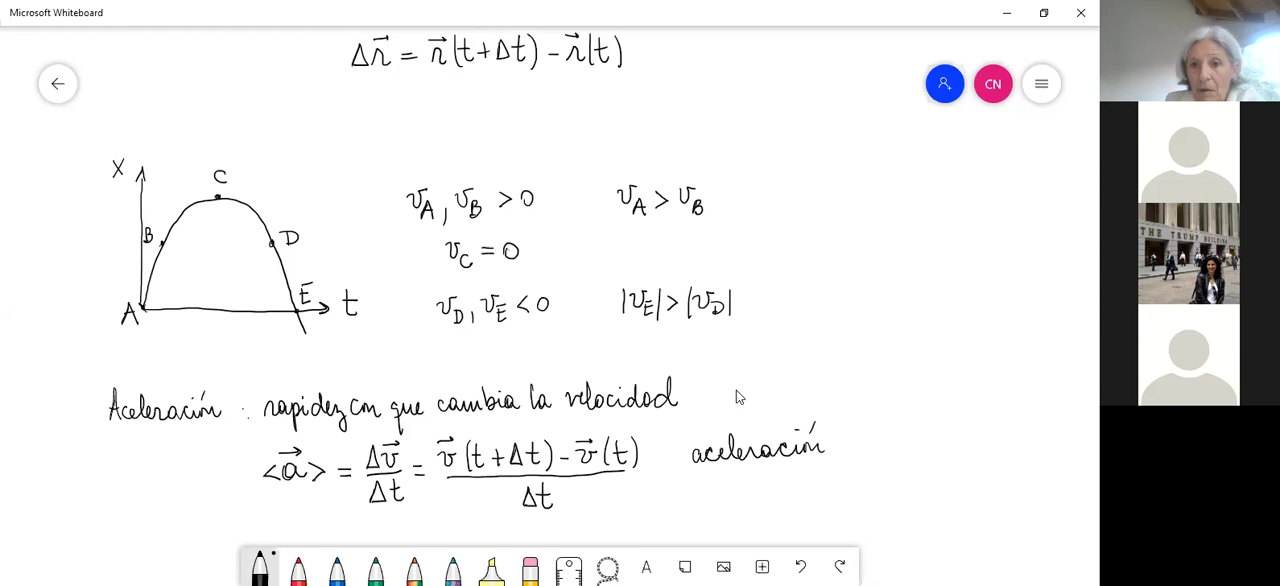 Microsoft Whiteboard
Δr⃗ = r⃗(t+Δt) - r⃗(t)
CN
X
C
B
D
A
E
t
v_A, v_B > 0 v_A > v_B
v_C = 0
v_D, v_E < 0 |v_E| > |v_D|
Aceleración : rapidez con que cambia la velocidad
<a⃗> = Δv⃗/Δt = (v⃗(t+Δt) - v⃗(t))/Δt aceleración
A
THE TRUMP BUILDING